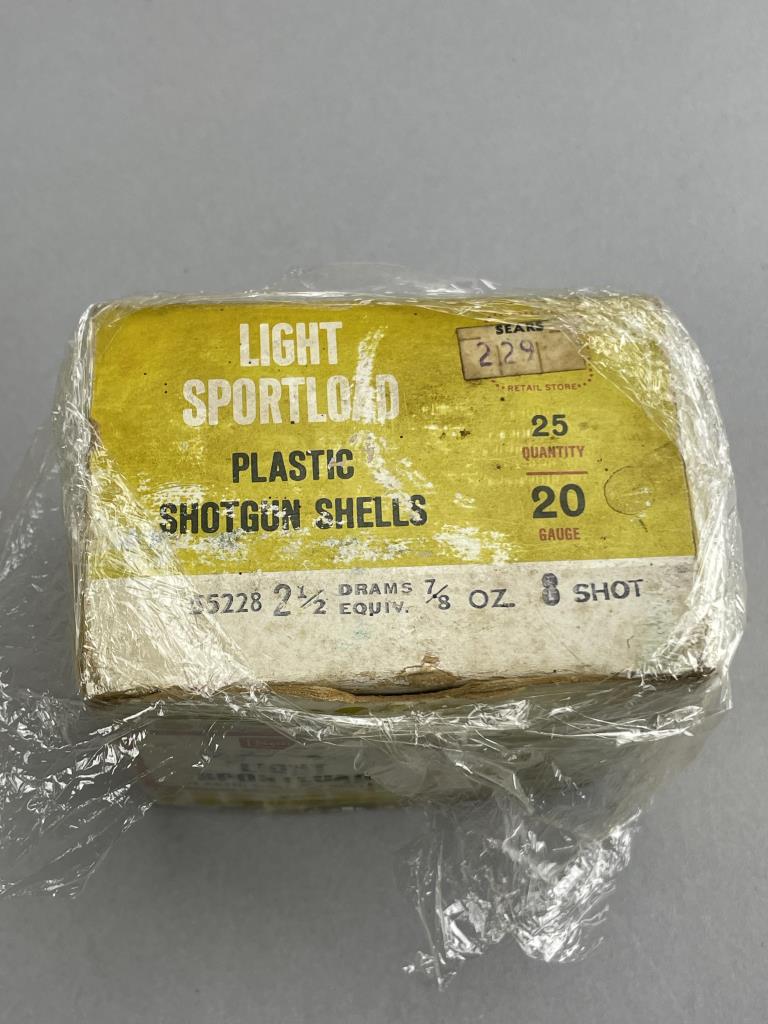 LIGHT
SPORTLOAD
PLASTIC
SHOTGUN SHELLS
SEARS
229
RETAIL STORE
25
QUANTITY
20
GAUGE
55228 2 1/2 DRAMS EQUIV. 7/8 OZ. 8 SHOT
LIGHT